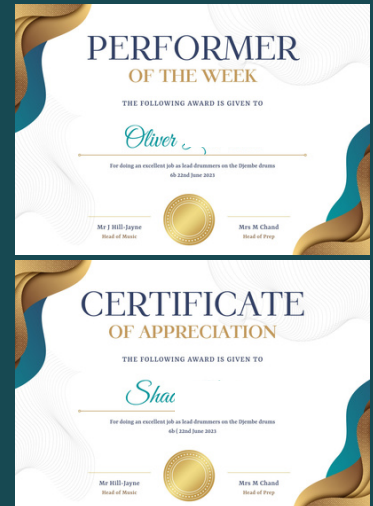 PERFORMER
OF THE WEEK
THE FOLLOWING AWARD IS GIVEN TO
Oliver
For doing an excellent job as lead drummers on the Djembe drums
6b 22nd June 2023
Mr J Hill-Jayne
Mrs M Chand
Head of Music
Head of Prep
CERTIFICATE
OF APPRECIATION
THE FOLLOWING AWARD IS GIVEN TO
For doing an excellent job as lead drummers on the Djembe drums
6b | 22nd June 2023
Mr Hill-Jayne
Mrs M Chand
Head of Music
Head of Prep